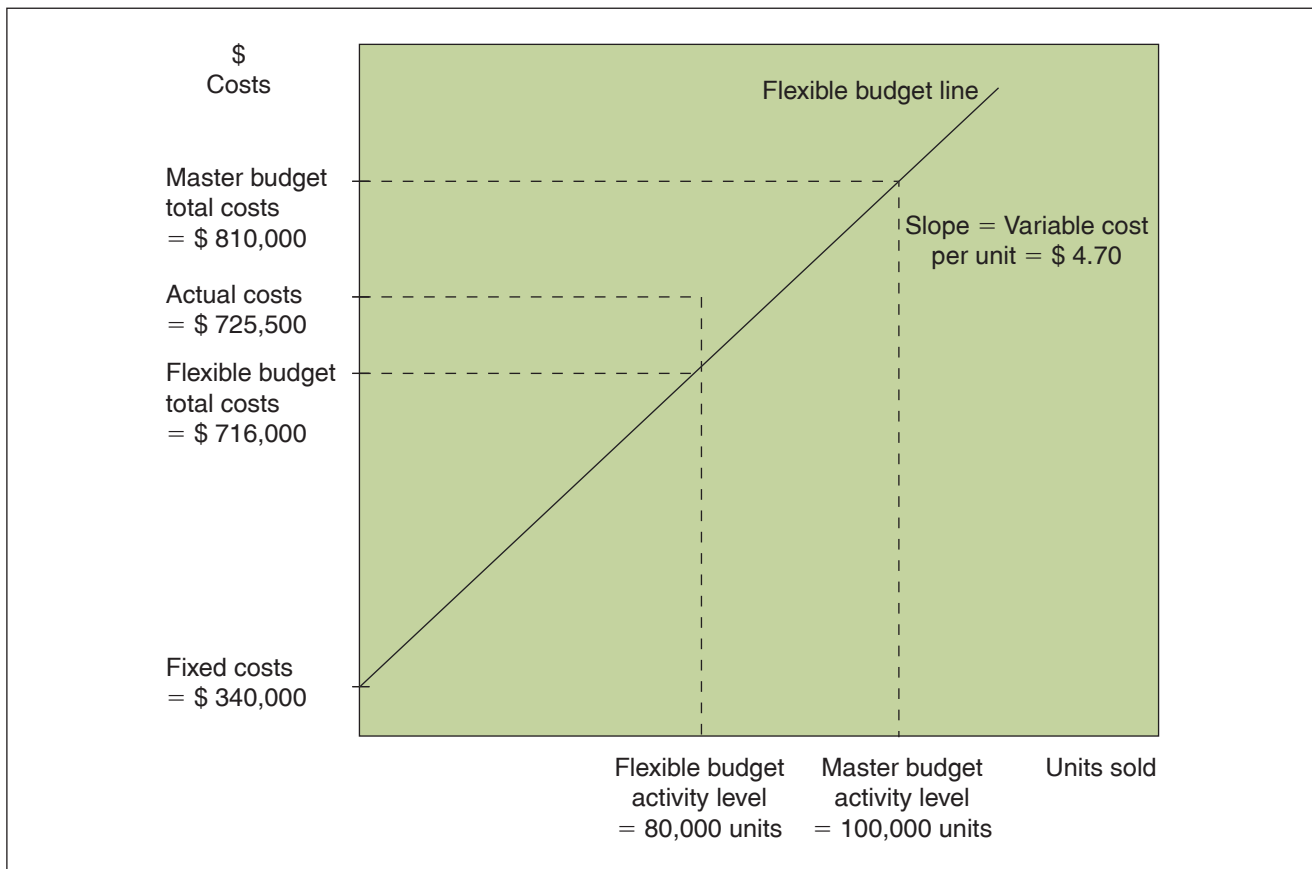 $
Costs
Flexible budget line
Master budget
total costs
= $ 810,000
Slope = Variable cost
per unit = $ 4.70
Actual costs
= $ 725,500
Flexible budget
total costs
= $ 716,000
Fixed costs
= $ 340,000
Flexible budget
activity level
= 80,000 units
Master budget
activity level
= 100,000 units
Units sold